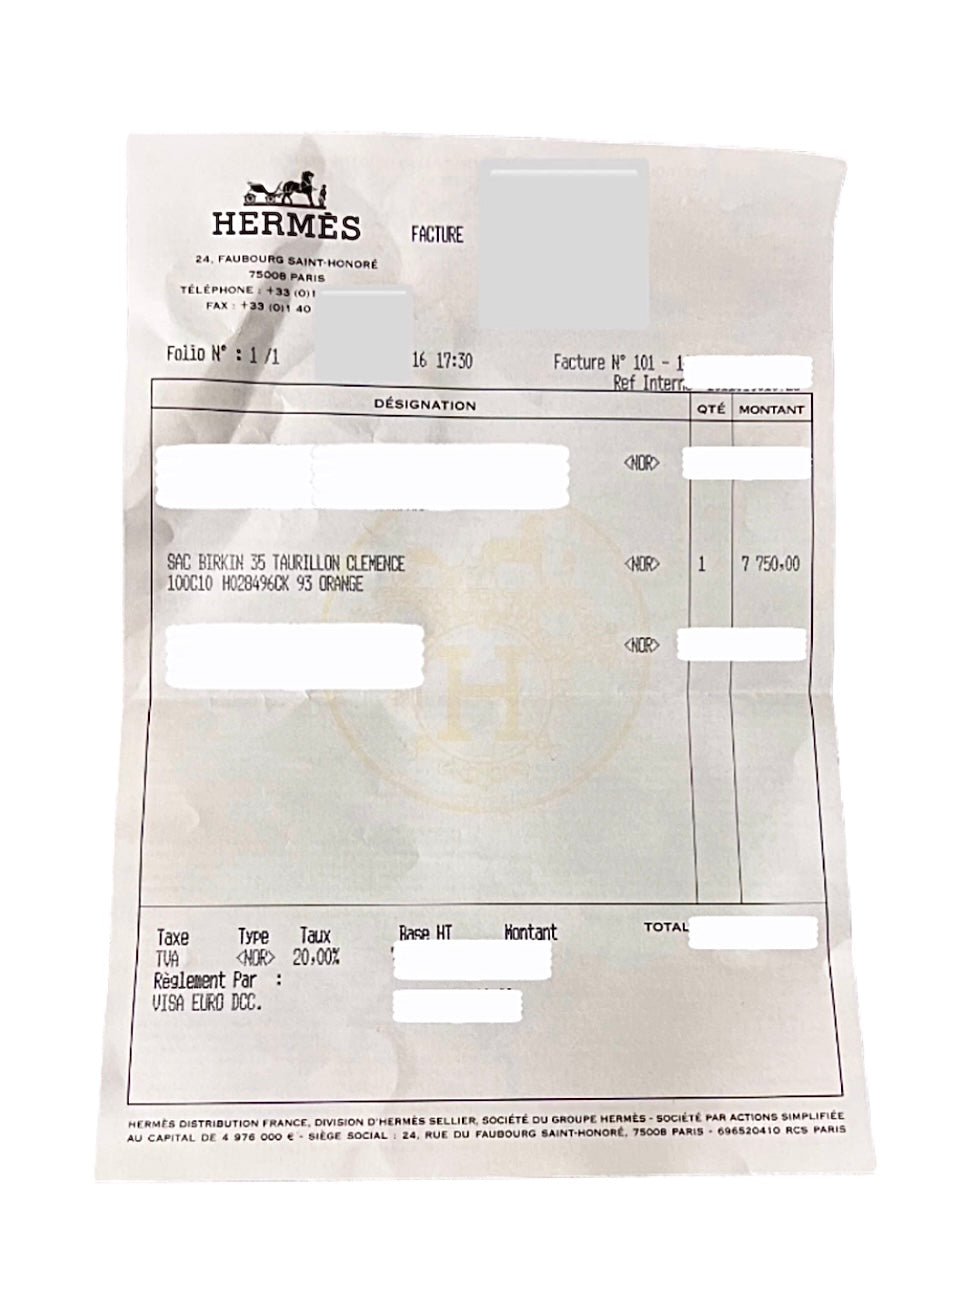 HERMÈS
FACTURE
24, FAUBOURG SAINT-HONORÉ
75008 PARIS
TÉLÉPHONE : +33 (0)1
FAX : +33 (0)1 40
Folio N° : 1 /1
16 17:30
Facture N° 101 - 1
Ref Intern
DÉSIGNATION QTÉ MONTANT
<NOR>
SAC BIRKIN 35 TAURILLON CLEMENCE <NOR> 1 7 750,00
100C10 H028496CK 93 ORANGE
<NOR>
H
Taxe Type Taux Base HT Montant TOTAL
TVA <NOR> 20,00%
Règlement Par :
VISA EURO DCC.
HERMÈS DISTRIBUTION FRANCE, DIVISION D'HERMÈS SELLIER, SOCIÉTÉ DU GROUPE HERMÈS - SOCIÉTÉ PAR ACTIONS SIMPLIFIÉE
AU CAPITAL DE 4 976 000 € - SIÈGE SOCIAL : 24, RUE DU FAUBOURG SAINT-HONORÉ, 75008 PARIS - 696520410 RCS PARIS